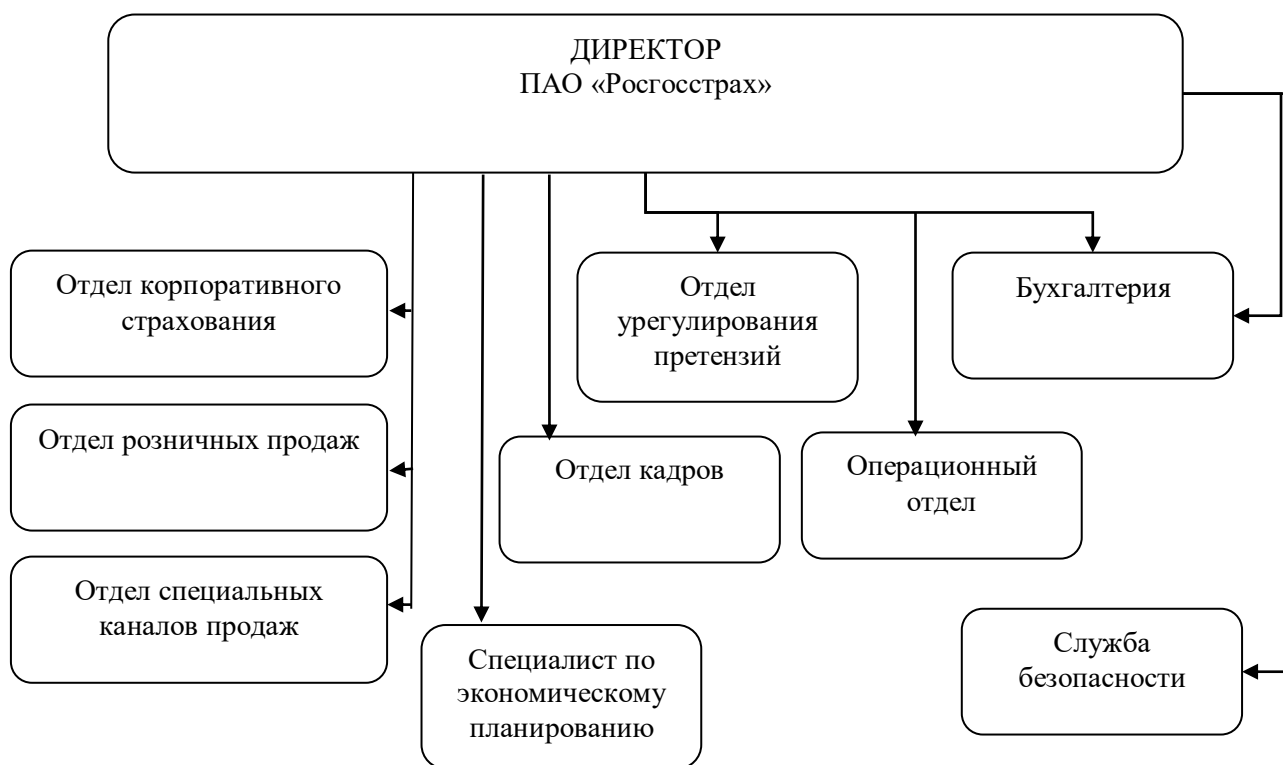 ДИРЕКТОР
ПАО «Росгосстрах»
Отдел корпоративного
страхования
Отдел
урегулирования
претензий
Бухгалтерия
Отдел розничных продаж
Отдел кадров
Операционный
отдел
Отдел специальных
каналов продаж
Специалист по
экономическому
планированию
Служба
безопасности